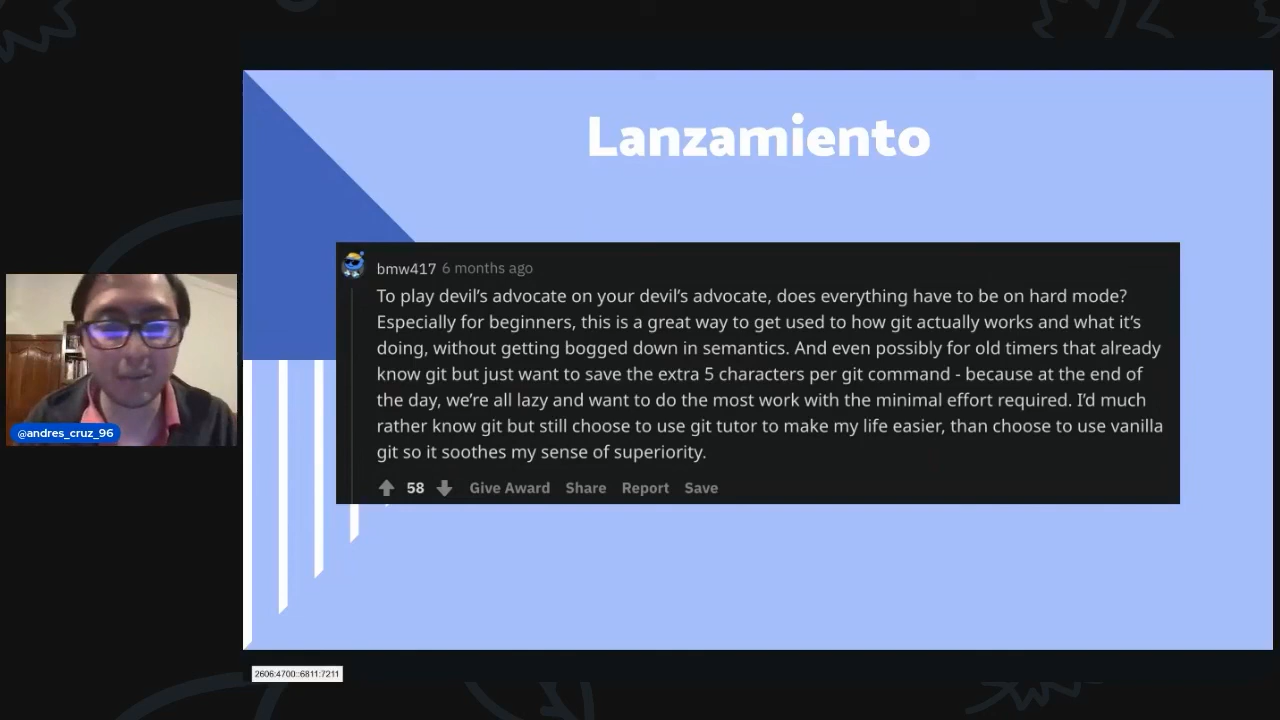 Lanzamiento
bmw417 6 months ago
To play devil's advocate on your devil's advocate, does everything have to be on hard mode?
Especially for beginners, this is a great way to get used to how git actually works and what it's
doing, without getting bogged down in semantics. And even possibly for old timers that already
know git but just want to save the extra 5 characters per git command - because at the end of
the day, we're all lazy and want to do the most work with the minimal effort required. I'd much
rather know git but still choose to use git tutor to make my life easier, than choose to use vanilla
git so it soothes my sense of superiority.
58 Give Award Share Report Save
@andres_cruz_96
2606:4700::6811:7211